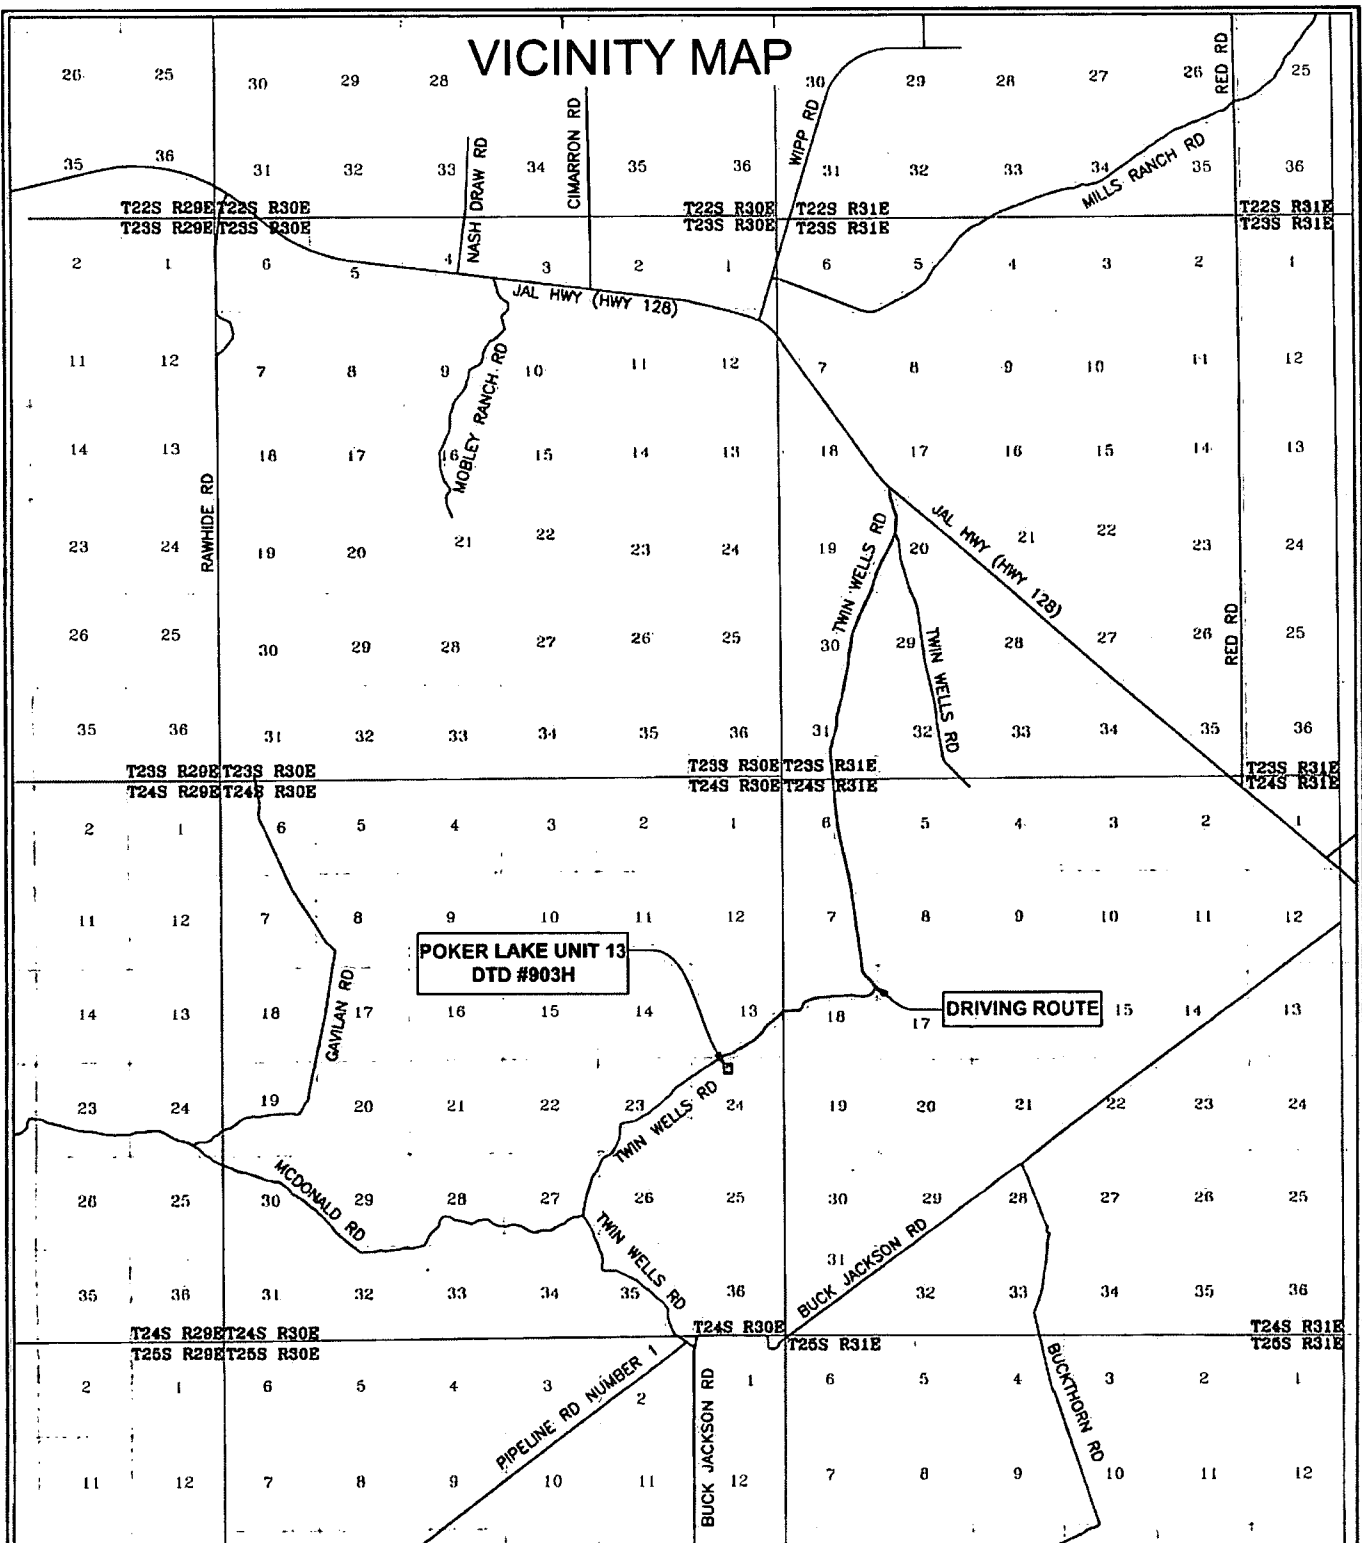 VICINITY MAP
26 25 30 29 28 30 29 28 27 26 25
RED RD
CIMARRON RD
WIPP RD
NASH DRAW RD
MILLS RANCH RD
35 36 31 32 33 34 35 36 31 32 33 34 35 36
T22S R29E T22S R30E T22S R30E T22S R31E T22S R31E
T23S R29E T23S R30E T23S R30E T23S R31E T23S R31E
2 1 6 5 4 3 2 1 6 5 4 3 2 1
JAL HWY (HWY 128)
MOBLEY RANCH RD
11 12 7 8 9 10 11 12 7 8 9 10 11 12
14 13 18 17 16 15 14 13 18 17 16 15 14 13
RAWHIDE RD
TWIN WELLS RD
JAL HWY (HWY 128)
23 24 19 20 21 22 23 24 19 20 21 22 23 24
RED RD
TWIN WELLS RD
26 25 30 29 28 27 26 25 30 29 28 27 26 25
35 36 31 32 33 34 35 36 31 32 33 34 35 36
T23S R29E T23S R30E T23S R30E T23S R31E T23S R31E
T24S R29E T24S R30E T24S R30E T24S R31E T24S R31E
2 1 6 5 4 3 2 1 6 5 4 3 2 1
11 12 7 8 9 10 11 12 7 8 9 10 11 12
POKER LAKE UNIT 13
DTD #903H
DRIVING ROUTE
GAVILAN RD
14 13 18 17 16 15 14 13 18 17 15 14 13
TWIN WELLS RD
23 24 19 20 21 22 23 24 19 20 21 22 23 24
MCDONALD RD
26 25 30 29 28 27 26 25 30 29 28 27 26 25
TWIN WELLS RD
BUCK JACKSON RD
35 36 31 32 33 34 35 36 31 32 33 34 35 36
T24S R29E T24S R30E T24S R30E T24S R31E
T25S R29E T25S R30E T25S R31E T25S R31E
PIPELINE RD NUMBER 1
BUCK JACKSON RD
BUCKTHORN RD
2 1 6 5 4 3 2 1 6 5 4 3 2 1
11 12 7 8 9 10 11 12 7 8 9 10 11 12